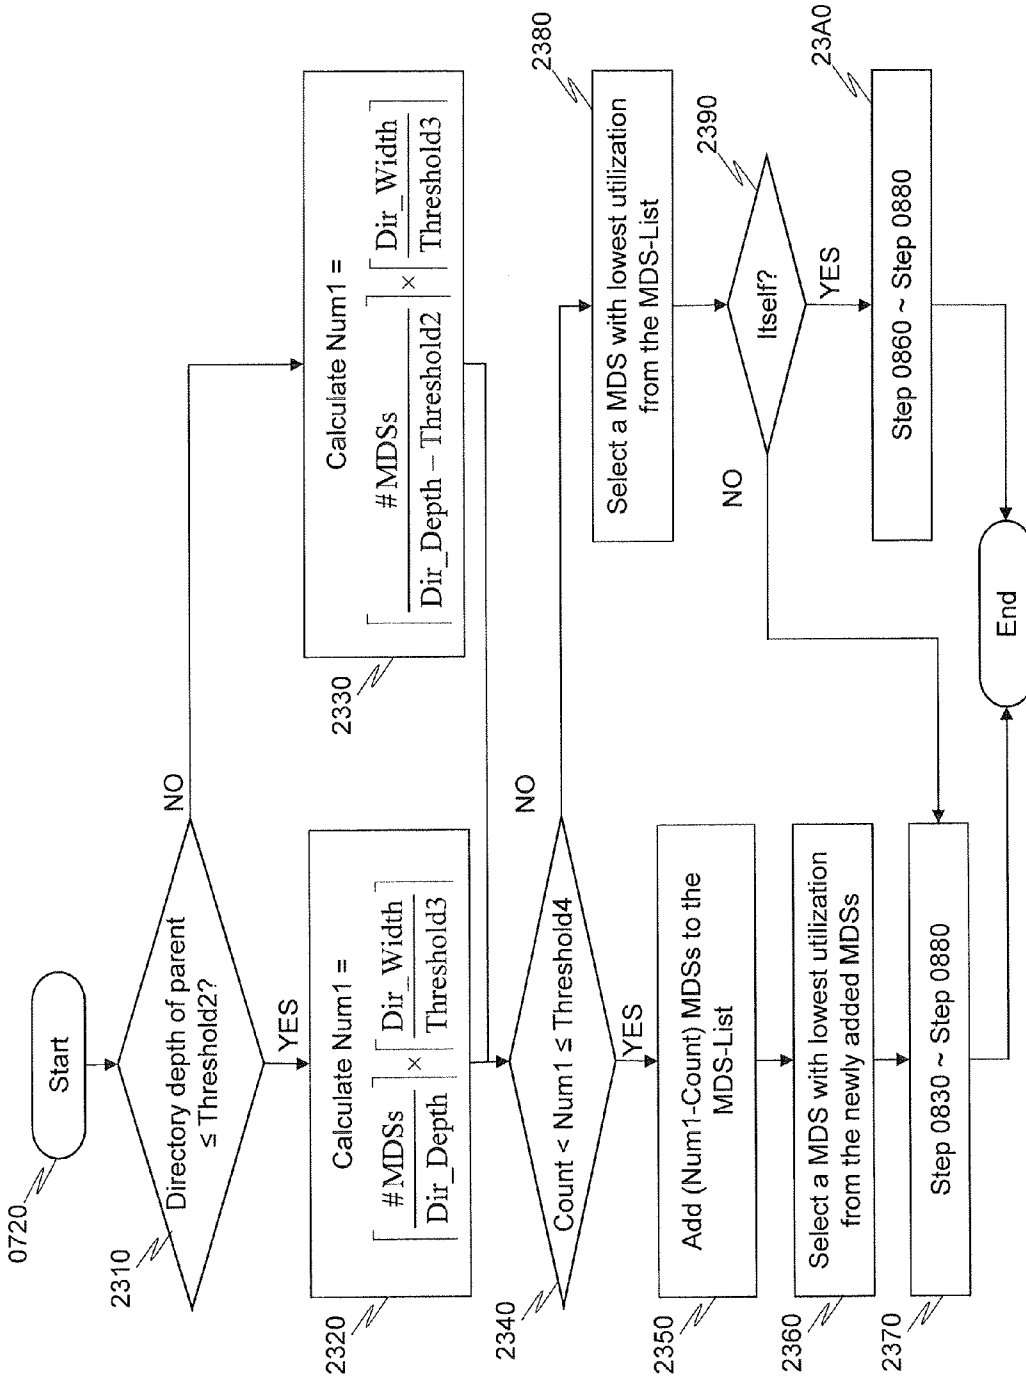 0720
Start
2310
Directory depth of parent
≤ Threshold2?
NO
YES
2320
Calculate Num1 =
⌈#MDSs / Dir_Depth⌉ × ⌈Dir_Width / Threshold3⌉
2330
Calculate Num1 =
⌈#MDSs / Dir_Depth − Threshold2⌉ × ⌈Dir_Width / Threshold3⌉
2340
Count < Num1 ≤ Threshold4
NO
YES
2350
Add (Num1-Count) MDSs to the
MDS-List
2360
Select a MDS with lowest utilization
from the newly added MDSs
2370
Step 0830 ~ Step 0880
2380
Select a MDS with lowest utilization
from the MDS-List
2390
Itself?
NO
YES
23A0
Step 0860 ~ Step 0880
End